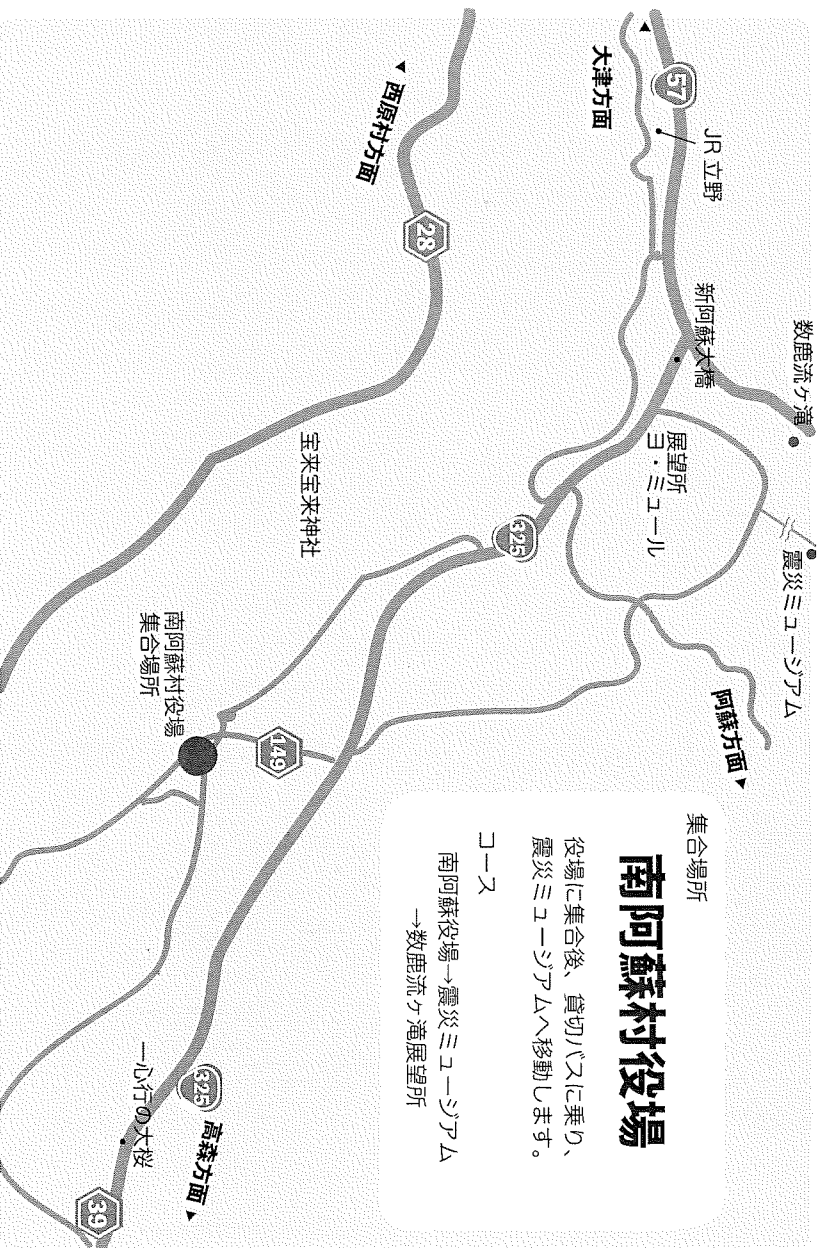 集合場所
南阿蘇村役場
役場に集合後、貸切バスに乗り、
震災ミュージアムへ移動します。
コース
南阿蘇役場→震災ミュージアム
→数鹿流ヶ滝展望所
数鹿流ヶ滝
震災ミュージアム
阿蘇方面▶
57
JR 立野
◀
大津方面
新阿蘇大橋
展望所
ヨ・ミュール
325
◀ 西原村方面
28
宝来宝来神社
南阿蘇村役場
集合場所
149
325
高森方面▶
一心行の大桜
39